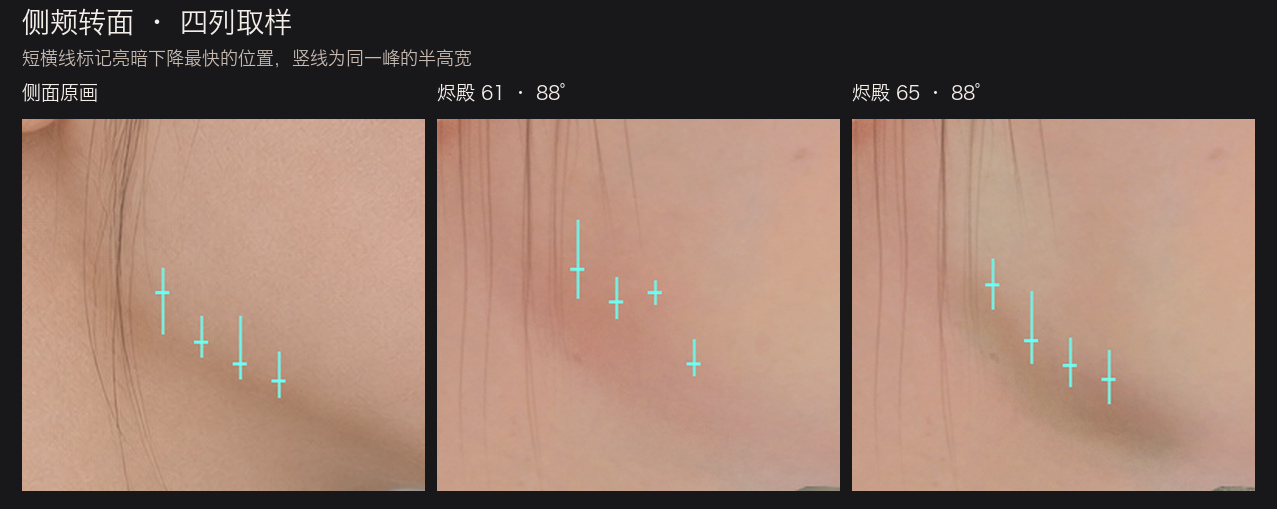 侧颊转面 · 四列取样
短横线标记亮暗下降最快的位置，竖线为同一峰的半高宽
侧面原画
烬殿 61 · 88°
烬殿 65 · 88°